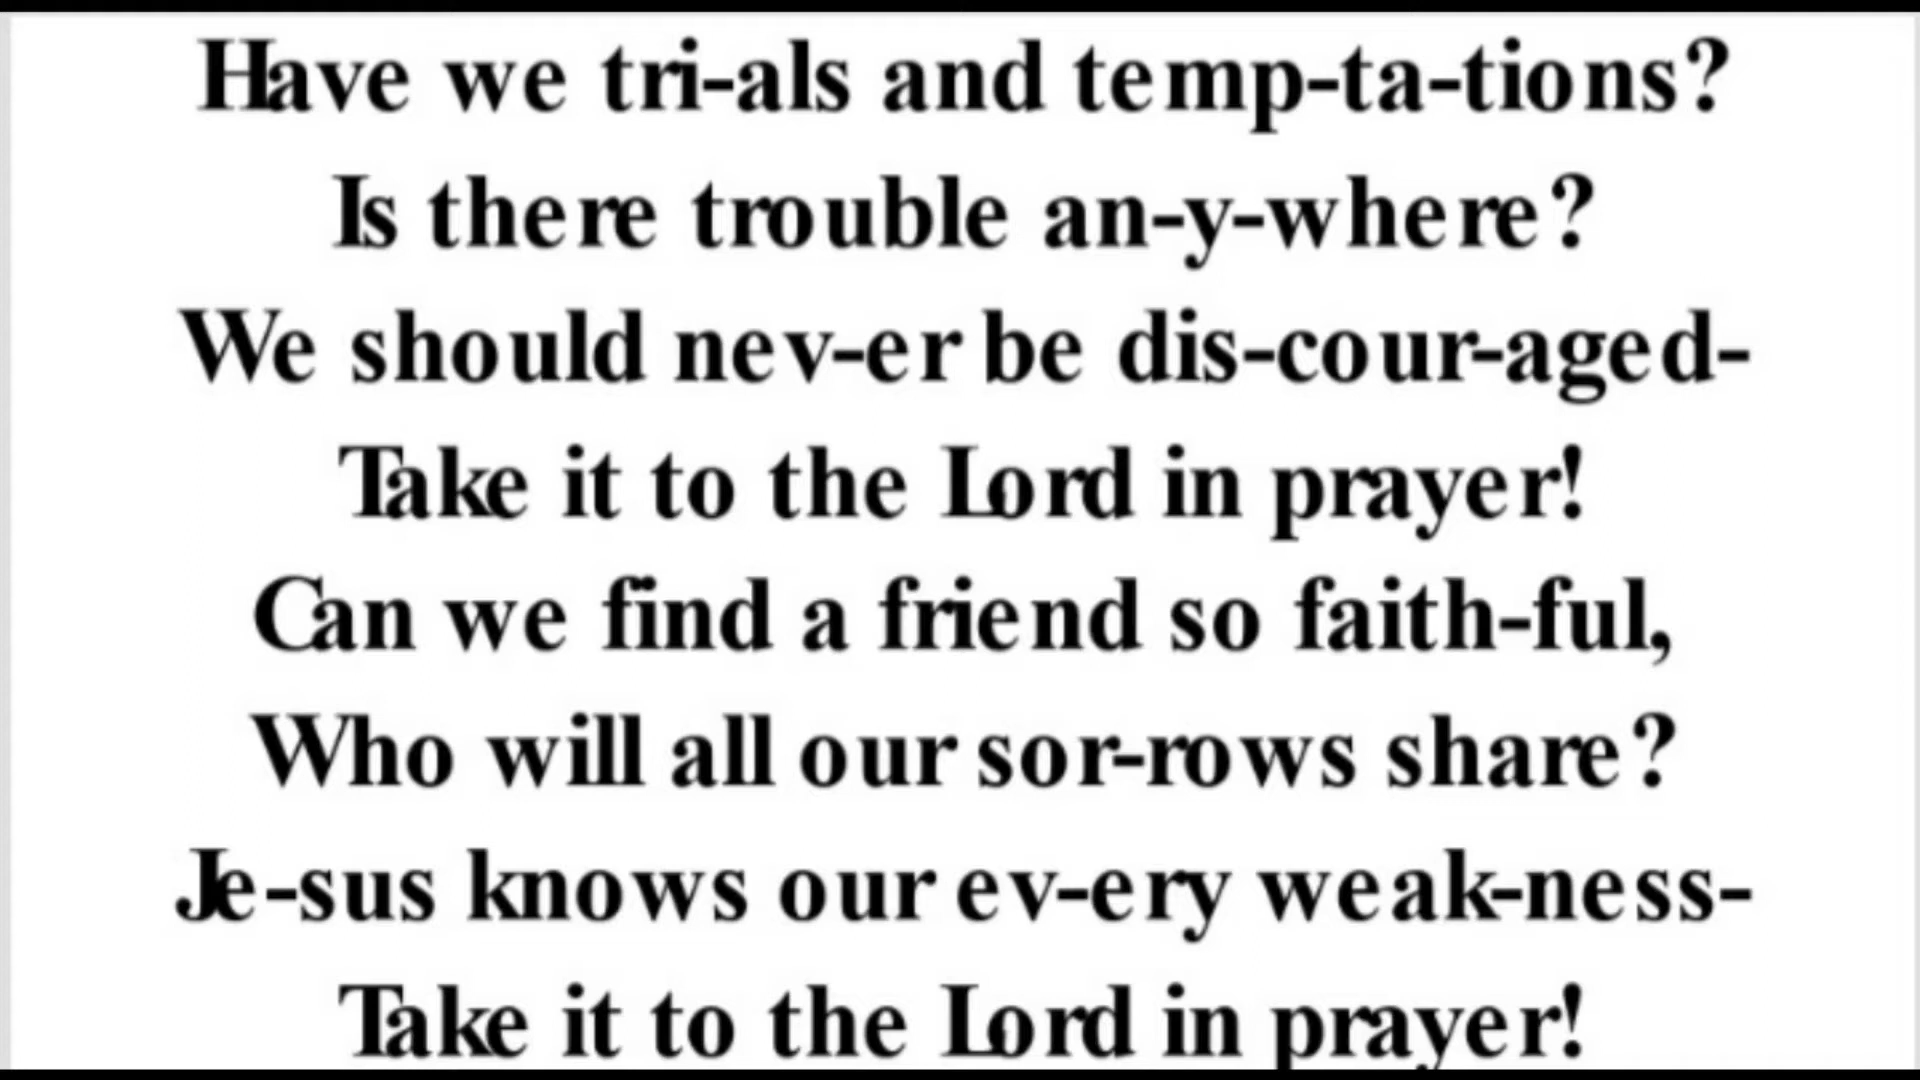 Have we tri-als and temp-ta-tions?
Is there trouble an-y-where?
We should nev-er be dis-cour-aged-
Take it to the Lord in prayer!
Can we find a friend so faith-ful,
Who will all our sor-rows share?
Je-sus knows our ev-ery weak-ness-
Take it to the Lord in prayer!